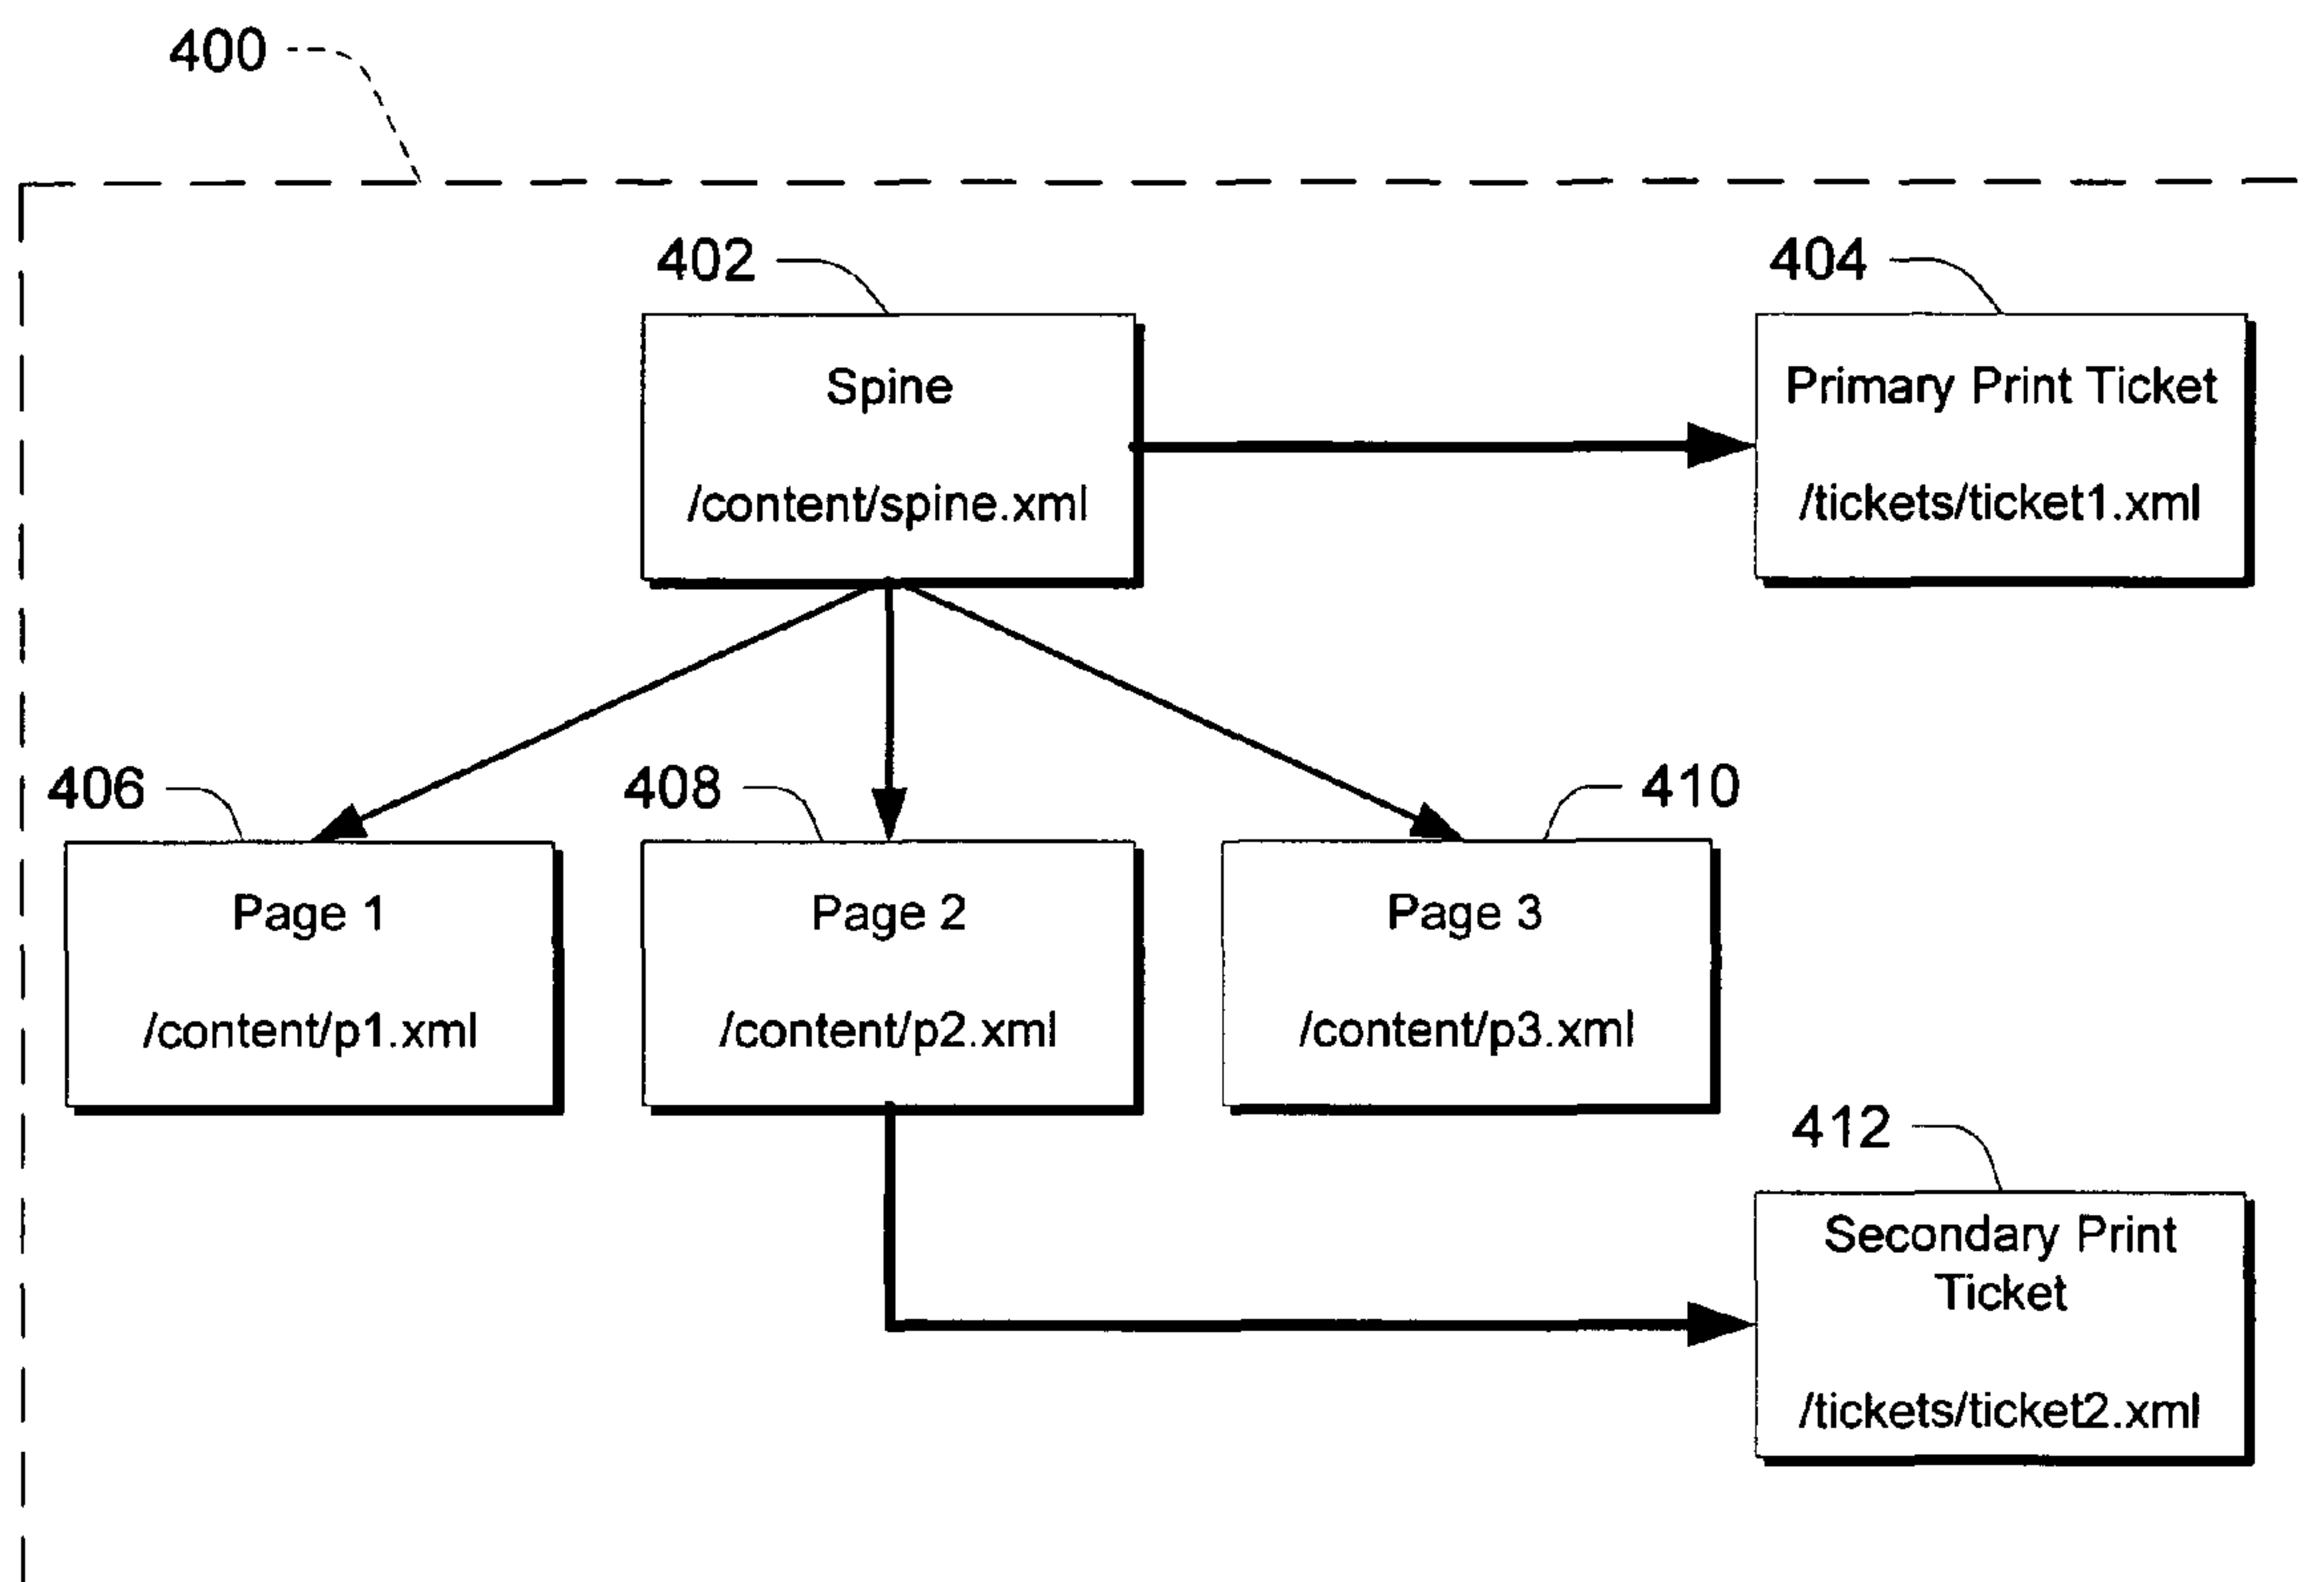 400
402
404
Spine
/content/spine.xml
Primary Print Ticket
/tickets/ticket1.xml
406
408
410
Page 1
/content/p1.xml
Page 2
/content/p2.xml
Page 3
/content/p3.xml
412
Secondary Print
Ticket
/tickets/ticket2.xml